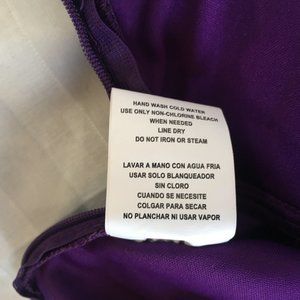 HAND WASH COLD WATER
USE ONLY NON-CHLORINE BLEACH
WHEN NEEDED
LINE DRY
DO NOT IRON OR STEAM
LAVAR A MANO CON AGUA FRIA
USAR SOLO BLANQUEADOR
SIN CLORO
CUANDO SE NECESITE
COLGAR PARA SECAR
NO PLANCHAR NI USAR VAPOR